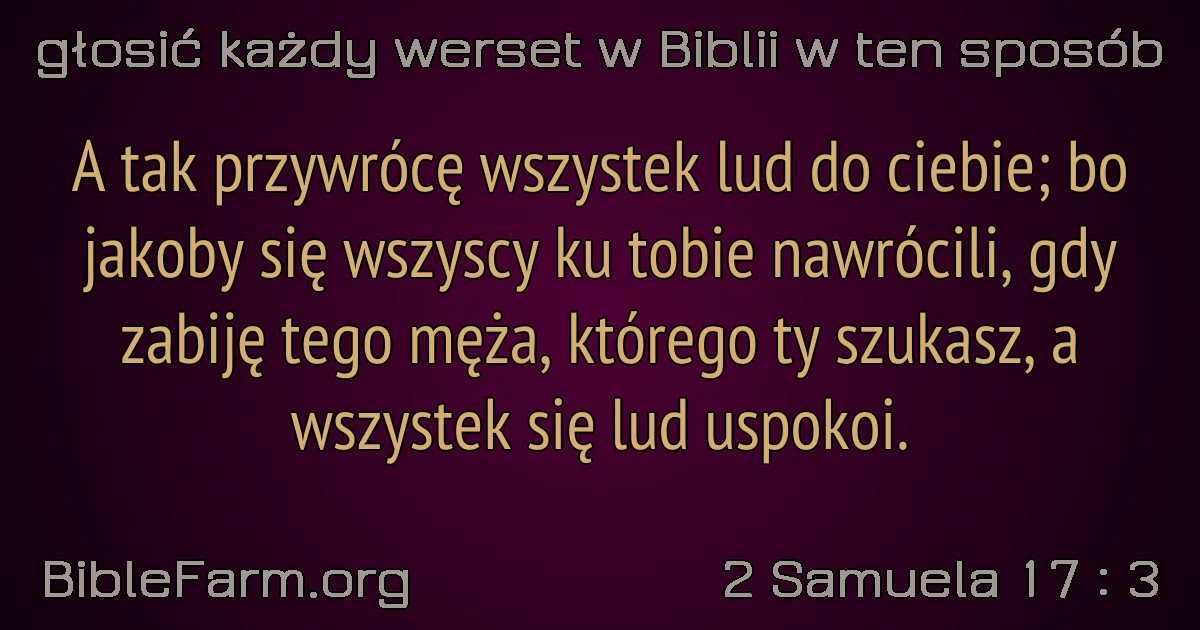 głosić każdy werset w Biblii w ten sposób
A tak przywrócę wszystek lud do ciebie; bo
jakoby się wszyscy ku tobie nawrócili, gdy
zabiję tego męża, którego ty szukasz, a
wszystek się lud uspokoi.
BibleFarm.org
2 Samuela 17 : 3